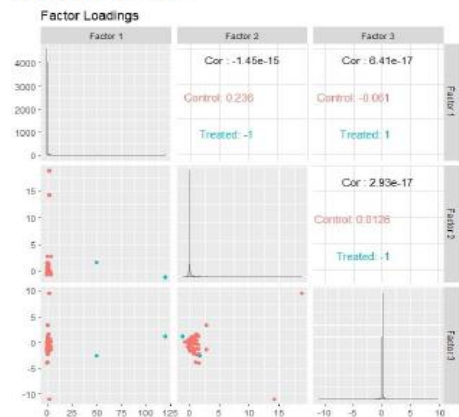 Factor Loadings
Factor 1 Factor 2 Factor 3
4000
3000
2000
1000
0
Cor : -1.45e-15
Control: 0.236
Treated: -1
Cor : 6.41e-17
Control: -0.061
Treated: 1
Factor 1
15
10
5
0
Cor : 2.93e-17
Control: 0.0126
Treated: -1
Factor 2
10
5
0
-5
-10
Factor 3
0 25 50 75 100 125 0 5 10 15 -10 -5 0 5 10